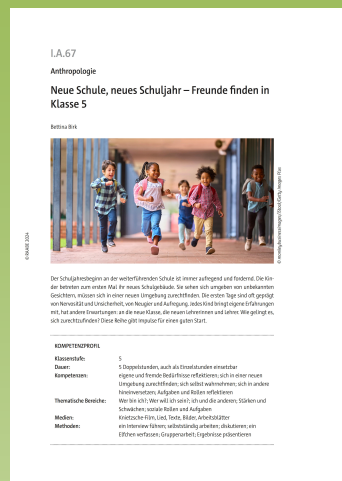 I.A.67
Anthropologie
Neue Schule, neues Schuljahr – Freunde finden in
Klasse 5
Bettina Birk
© RAABE 2024
© monkeybusinessimages/iStock/Getty Images Plus
Der Schuljahresbeginn an der weiterführenden Schule ist immer aufregend und fordernd. Die Kin-
der betreten zum ersten Mal ihr neues Schulgebäude. Sie sehen sich umgeben von unbekannten
Gesichtern, müssen sich in einer neuen Umgebung zurechtfinden. Die ersten Tage sind oft geprägt
von Nervosität und Unsicherheit, von Neugier und Aufregung. Jedes Kind bringt eigene Erfahrungen
mit, hat andere Erwartungen: an die neue Klasse, die neuen Lehrerinnen und Lehrer. Wie gelingt es,
sich zurechtzufinden? Diese Reihe gibt Impulse für einen guten Start.
KOMPETENZPROFIL
Klassenstufe: 5
Dauer: 5 Doppelstunden, auch als Einzelstunden einsetzbar
Kompetenzen: eigene und fremde Bedürfnisse reflektieren; sich in einer neuen
Umgebung zurechtfinden; sich selbst wahrnehmen; sich in andere
hineinversetzen; Aufgaben und Rollen reflektieren
Thematische Bereiche: Wer bin ich?; Wer will ich sein?; ich und die anderen; Stärken und
Schwächen; soziale Rollen und Aufgaben
Medien: Knietzsche-Film, Lied, Texte, Bilder, Arbeitsblätter
Methoden: ein Interview führen; selbstständig arbeiten; diskutieren; ein
Elfchen verfassen; Gruppenarbeit; Ergebnisse präsentieren